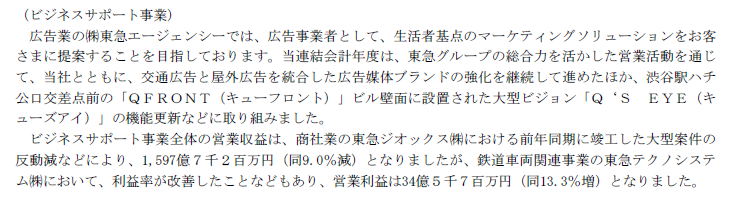 （ビジネスサポート事業）
　広告業の㈱東急エージェンシーでは、広告事業者として、生活者基点のマーケティングソリューションをお客
さまに提案することを目指しております。当連結会計年度は、東急グループの総合力を活かした営業活動を通じ
て、当社とともに、交通広告と屋外広告を統合した広告媒体ブランドの強化を継続して進めたほか、渋谷駅ハチ
公口交差点前の「ＱＦＲＯＮＴ（キューフロント）」ビル壁面に設置された大型ビジョン「Ｑ‘Ｓ　ＥＹＥ（キ
ューズアイ）」の機能更新などに取り組みました。
　ビジネスサポート事業全体の営業収益は、商社業の東急ジオックス㈱における前年同期に竣工した大型案件の
反動減などにより、1,597億７千２百万円（同9.0％減）となりましたが、鉄道車両関連事業の東急テクノシステ
ム㈱において、利益率が改善したことなどもあり、営業利益は34億５千７百万円（同13.3％増）となりました。